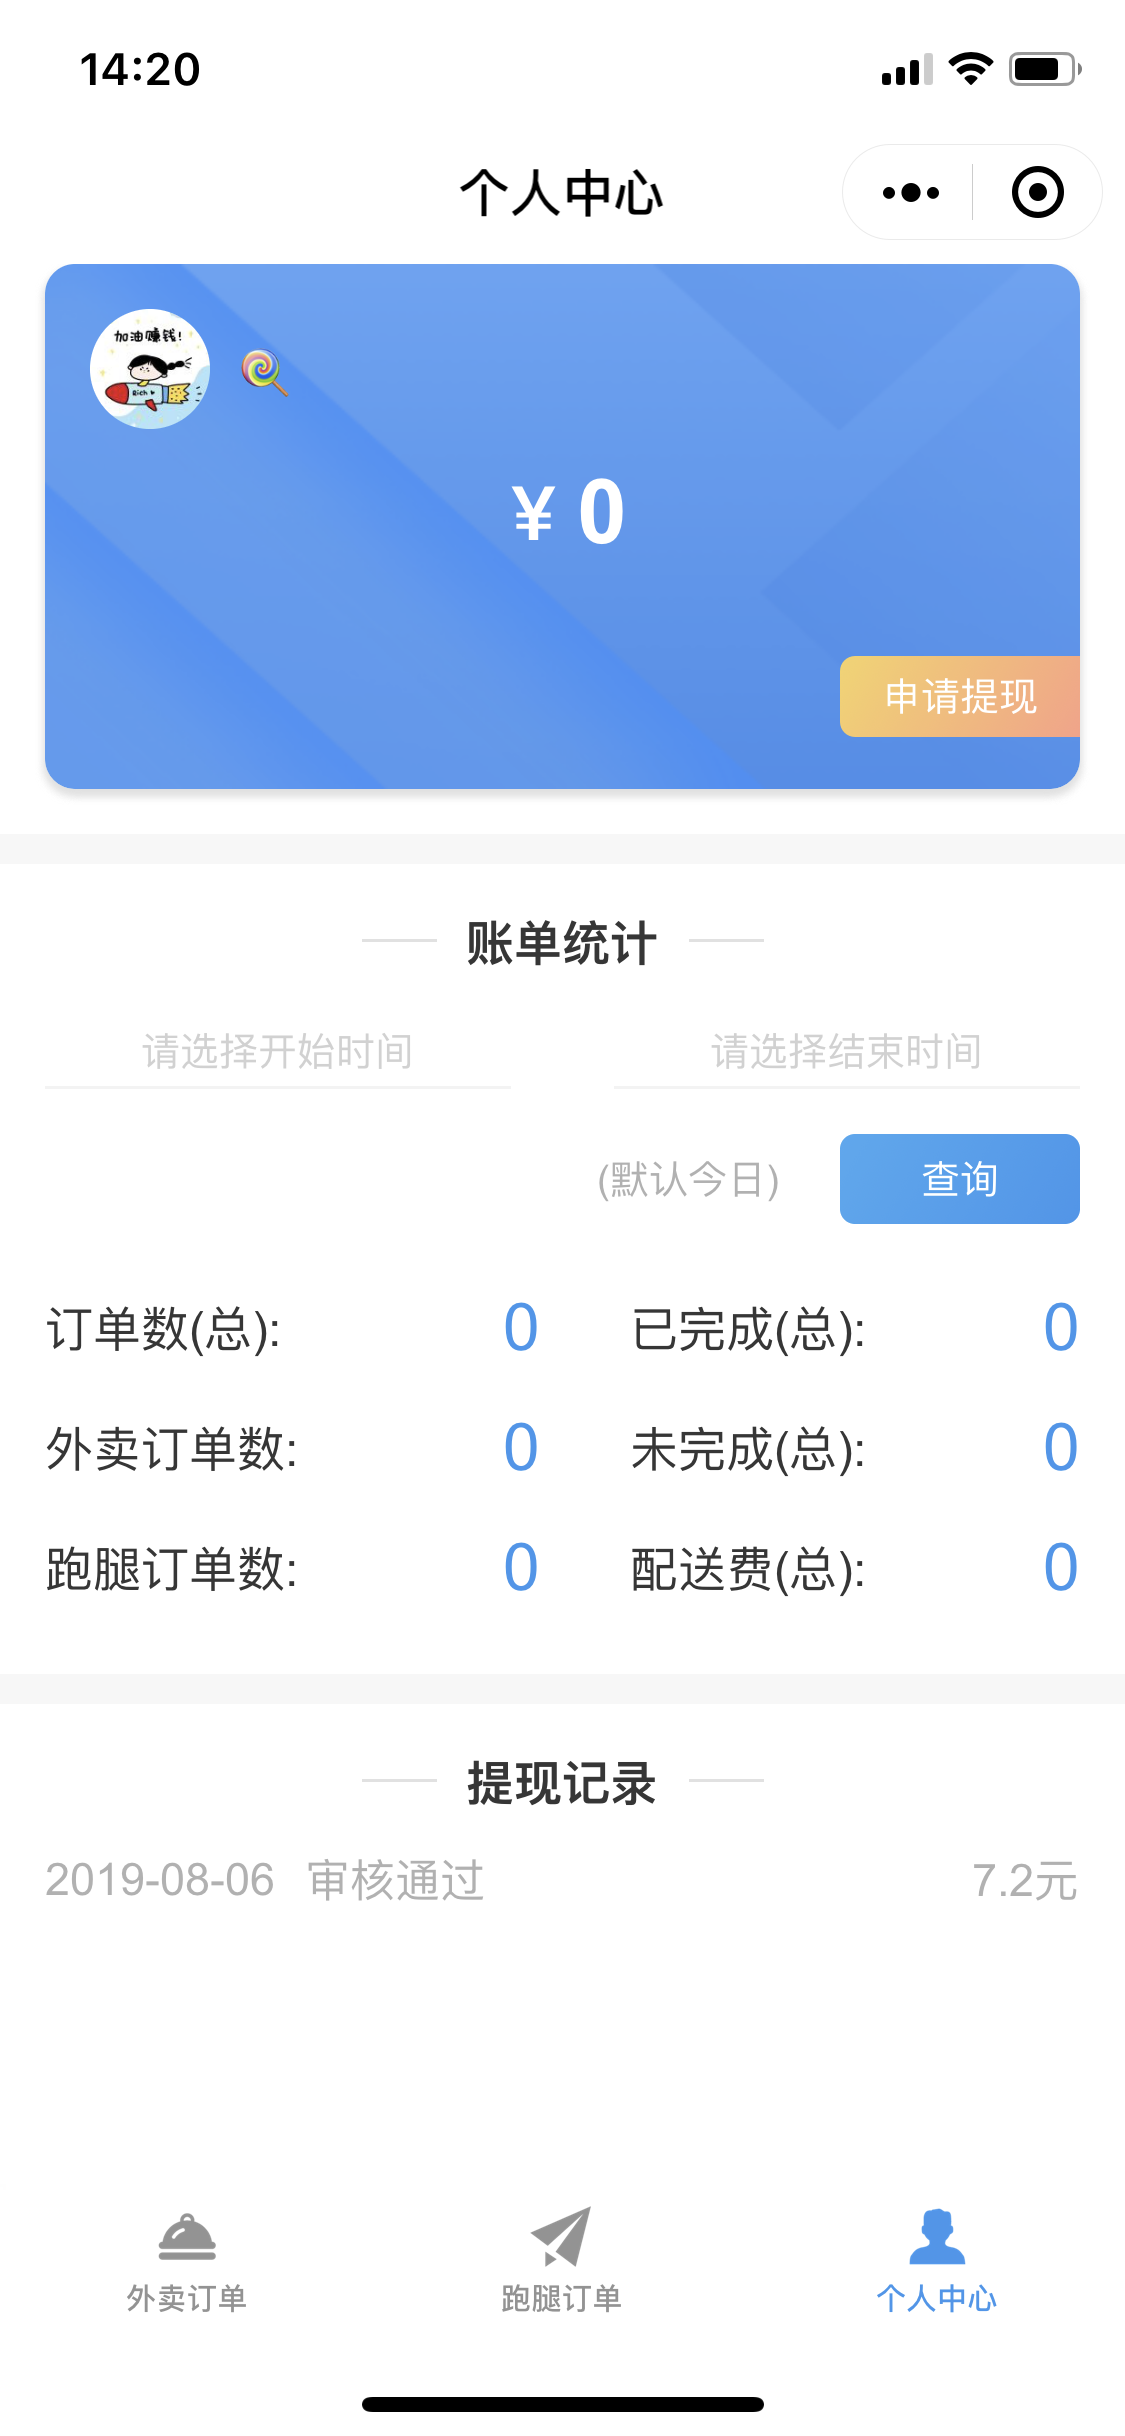 14:20
个人中心
加油赚钱!
Rich
¥ 0
申请提现
账单统计
请选择开始时间 请选择结束时间
(默认今日) 查询
订单数(总): 0 已完成(总): 0
外卖订单数: 0 未完成(总): 0
跑腿订单数: 0 配送费(总): 0
提现记录
2019-08-06 审核通过 7.2元
外卖订单 跑腿订单 个人中心